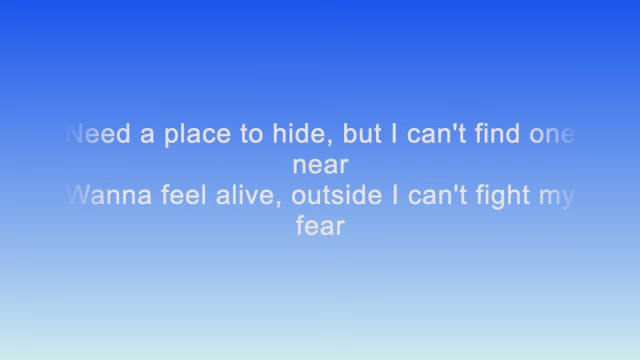 Need a place to hide, but I can't find one
near
Wanna feel alive, outside I can't fight my
fear